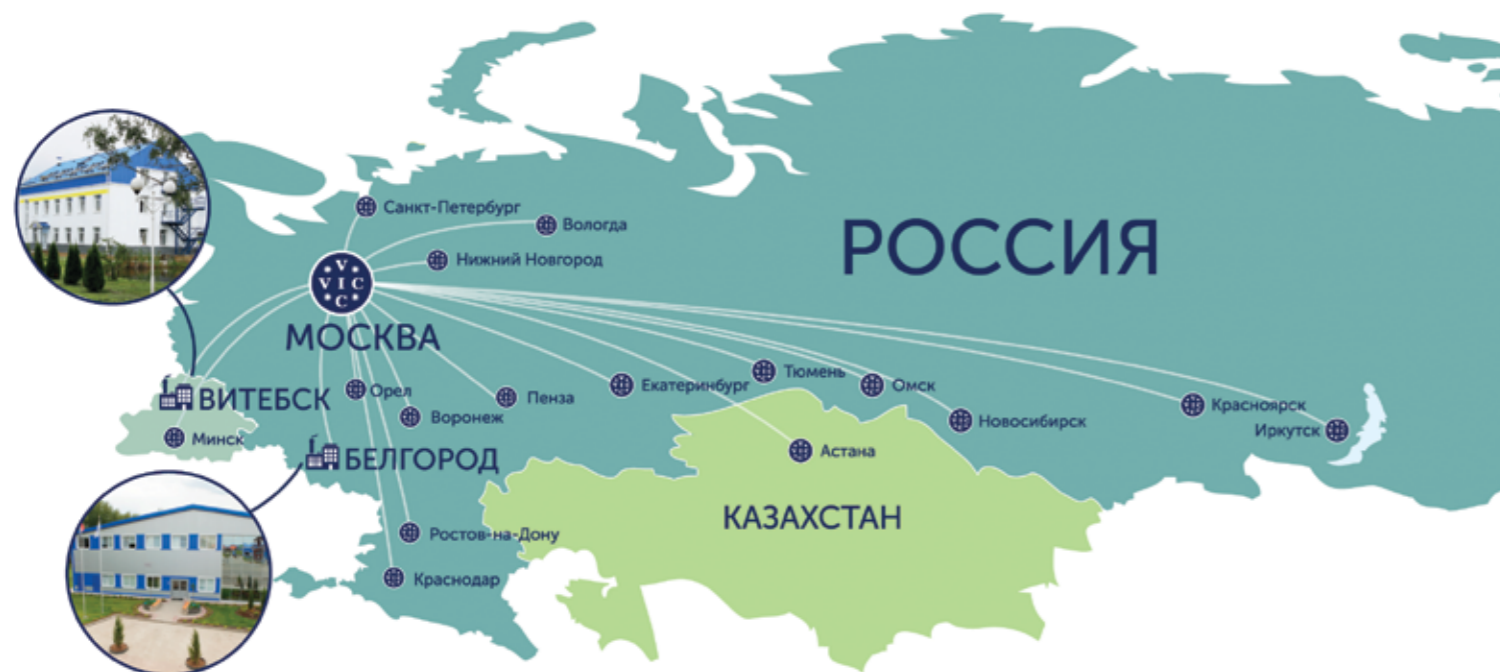 Санкт-Петербург
Вологда
Нижний Новгород
РОССИЯ
V
VIC
C
МОСКВА
Тюмень
Екатеринбург
Омск
Орел
ВИТЕБСК
Пенза
Воронеж
Красноярск
Новосибирск
Иркутск
Минск
Астана
БЕЛГОРОД
КАЗАХСТАН
Ростов-на-Дону
Краснодар